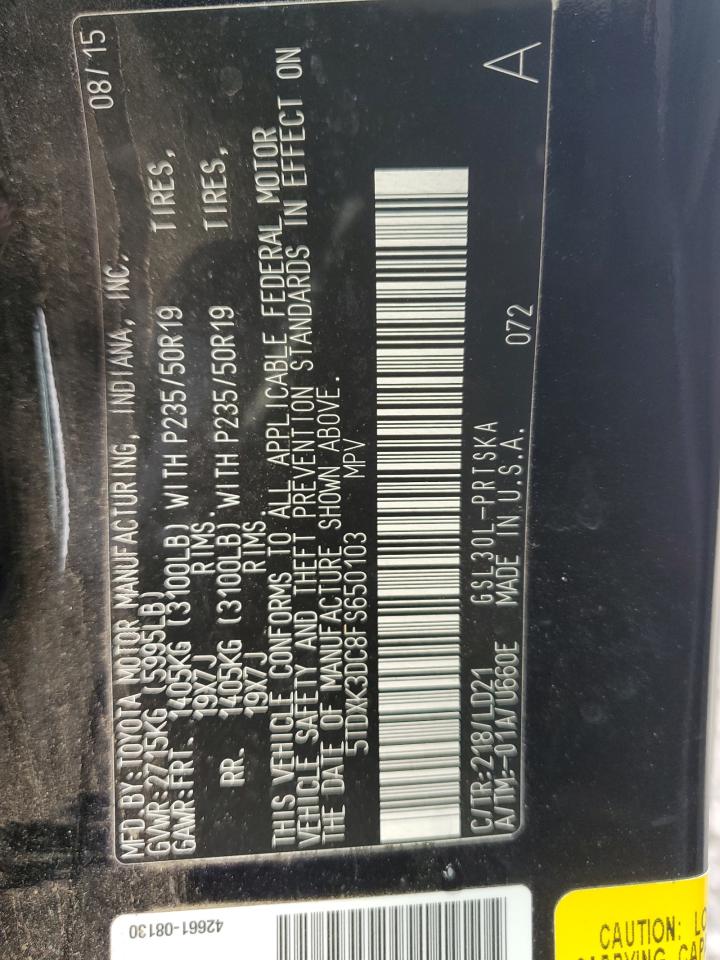 MFD.BY:TOYOTA MOTOR MANUFACTURING, INDIANA, INC. 08/15
GVWR:2715KG (5995LB)
GAWR:FRT. 1405KG (3100LB) WITH P235/50R19 TIRES,
19X7J RIMS
RR. 1405KG (3100LB) WITH P235/50R19 TIRES,
19X7J RIMS
THIS VEHICLE CONFORMS TO ALL APPLICABLE FEDERAL MOTOR
VEHICLE SAFETY AND THEFT PREVENTION STANDARDS IN EFFECT ON
THE DATE OF MANUFACTURE SHOWN ABOVE.
5TDXK3DC8FS650103 MPV
C/TR:218/LD21 GSL30L-PRTSKA
A/TM:-01A/U660E MADE IN U.S.A. 072 A
42661-08130
CAUTION: